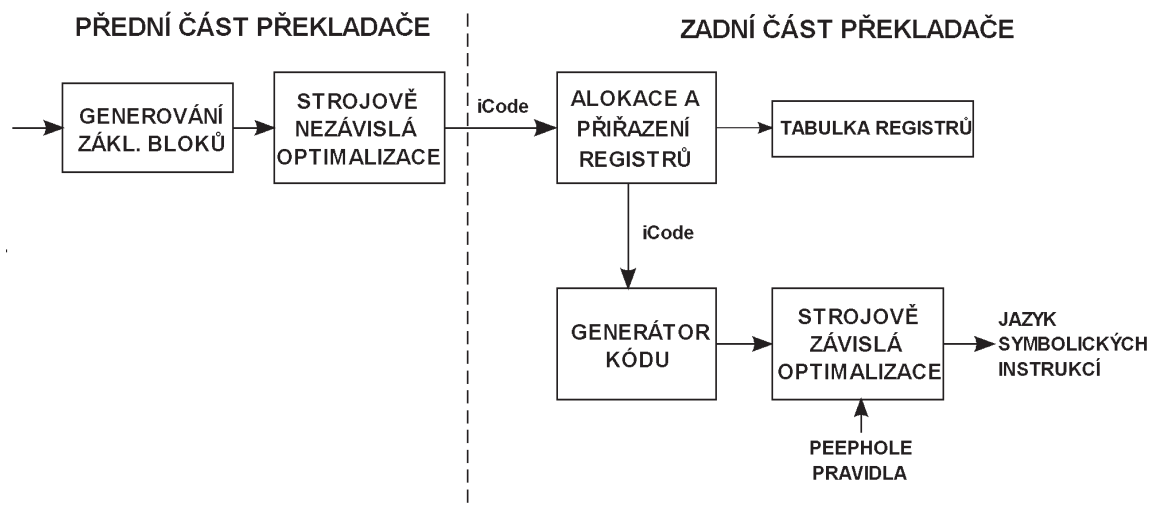 PŘEDNÍ ČÁST PŘEKLADAČE
ZADNÍ ČÁST PŘEKLADAČE
GENEROVÁNÍ
ZÁKL. BLOKŮ
STROJOVĚ
NEZÁVISLÁ
OPTIMALIZACE
iCode
ALOKACE A
PŘIŘAZENÍ
REGISTRŮ
TABULKA REGISTRŮ
iCode
GENERÁTOR
KÓDU
STROJOVĚ
ZÁVISLÁ
OPTIMALIZACE
JAZYK
SYMBOLICKÝCH
INSTRUKCÍ
PEEPHOLE
PRAVIDLA